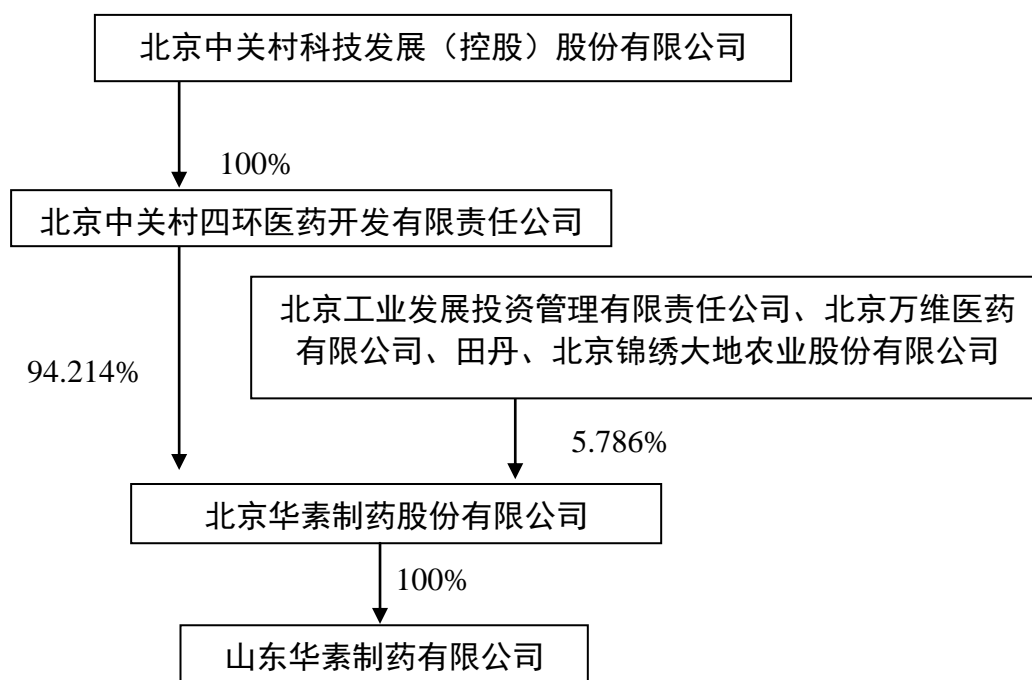 北京中关村科技发展（控股）股份有限公司
100%
北京中关村四环医药开发有限责任公司
北京工业发展投资管理有限责任公司、北京万维医药
有限公司、田丹、北京锦绣大地农业股份有限公司
94.214%
5.786%
北京华素制药股份有限公司
100%
山东华素制药有限公司